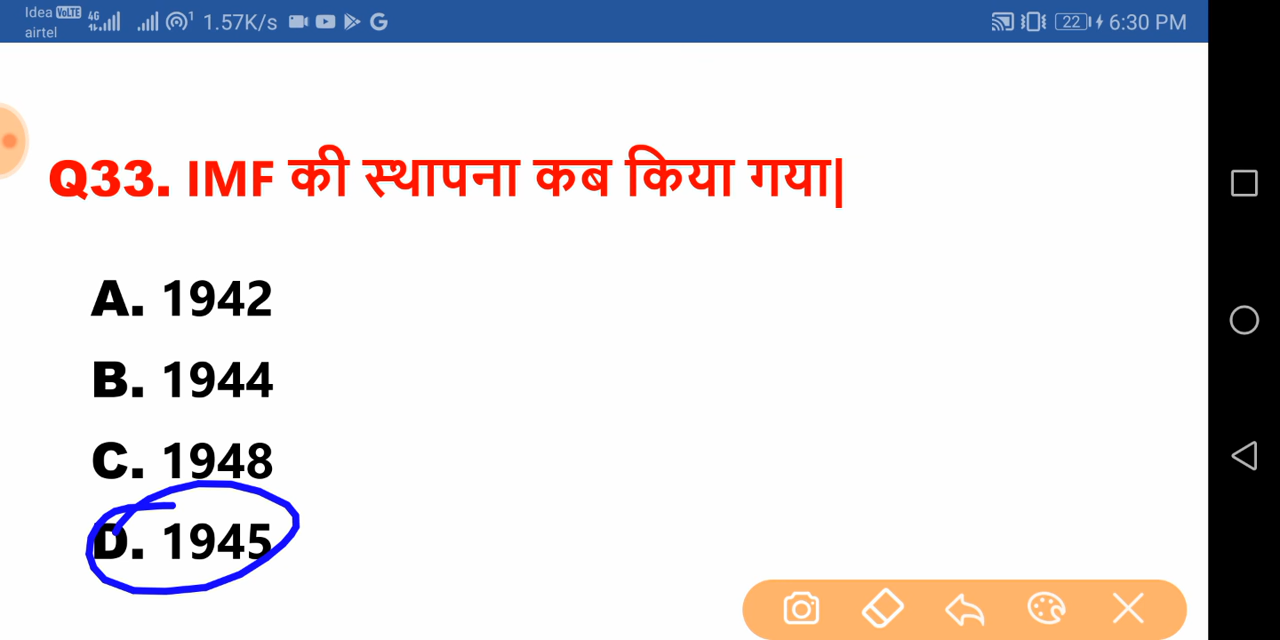 Idea VoLTE 4G 1 1.57K/s G 22 6:30 PM
airtel
Q33. IMF की स्थापना कब किया गया|
A. 1942
B. 1944
C. 1948
D. 1945